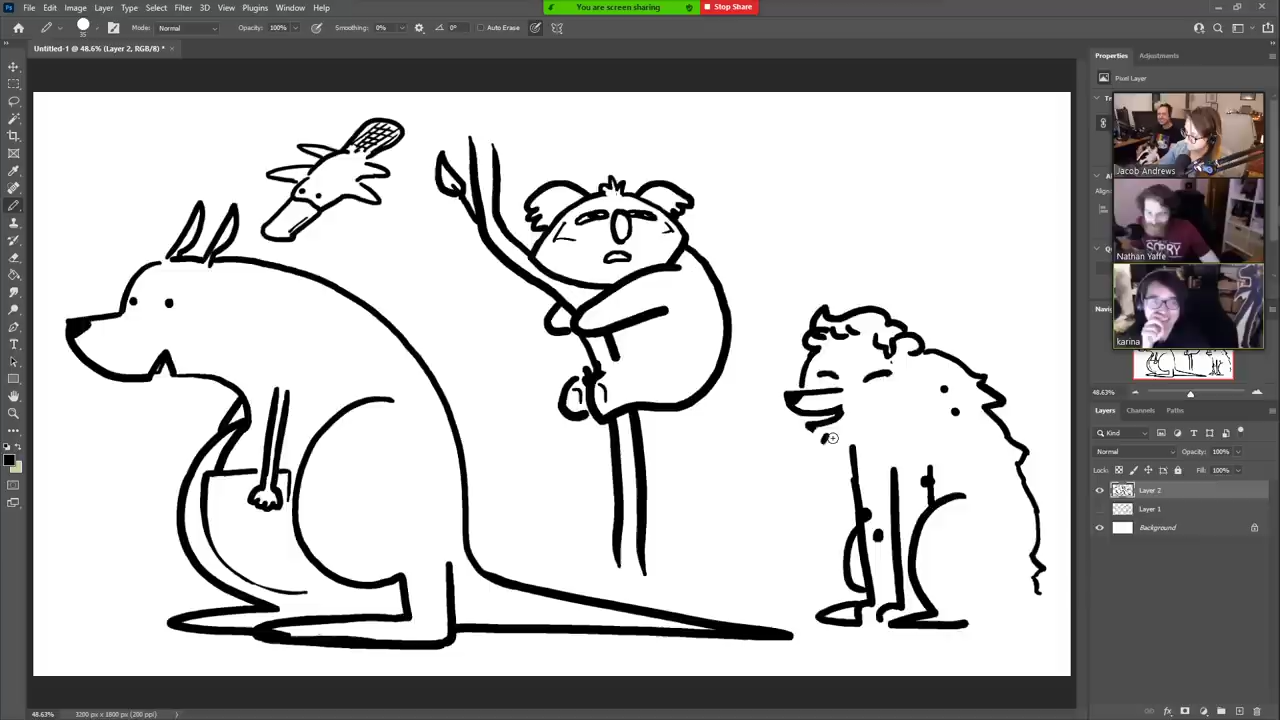 File Edit Image Layer Type Select Filter 3D View Plugins Window Help
You are screen sharing
Stop Share
35
Mode: Normal
Opacity: 100%
Smoothing: 0%
0°
Auto Erase
Untitled-1 @ 48.6% (Layer 2, RGB/8) *
Properties
Adjustments
Pixel Layer
Jacob Andrews
SORRY
Nathan Yaffe
karina
48.63%
Layers
Channels
Paths
Kind
Normal
Opacity: 100%
Lock:
Fill: 100%
Layer 2
Layer 1
Background
48.63%
3200 px x 1800 px (200 ppi)